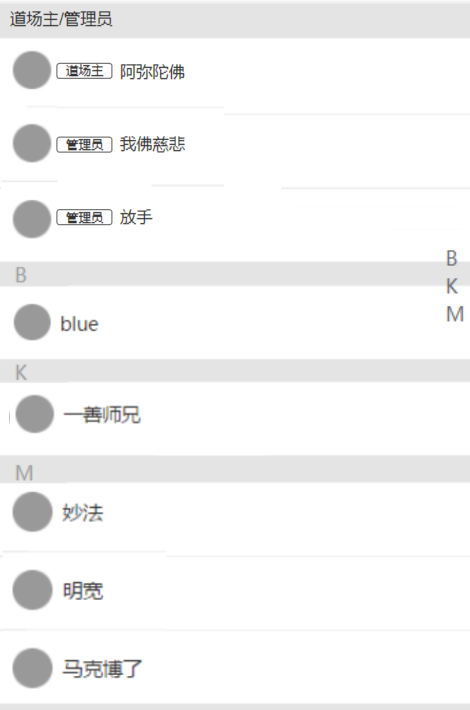 道场主/管理员
道场主 阿弥陀佛
管理员 我佛慈悲
管理员 放手
B
blue
K
一善师兄
M
妙法
明宽
马克博了
B
K
M